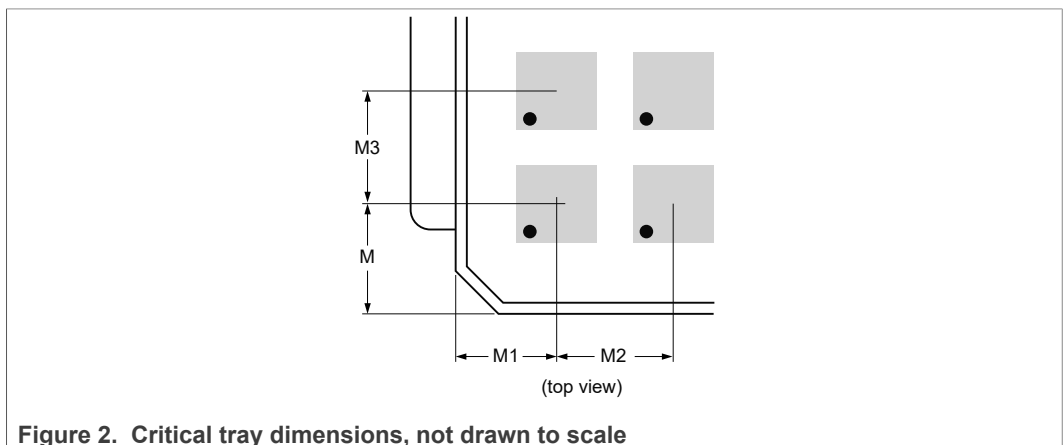 M3
M
M1
M2
(top view)
Figure 2. Critical tray dimensions, not drawn to scale